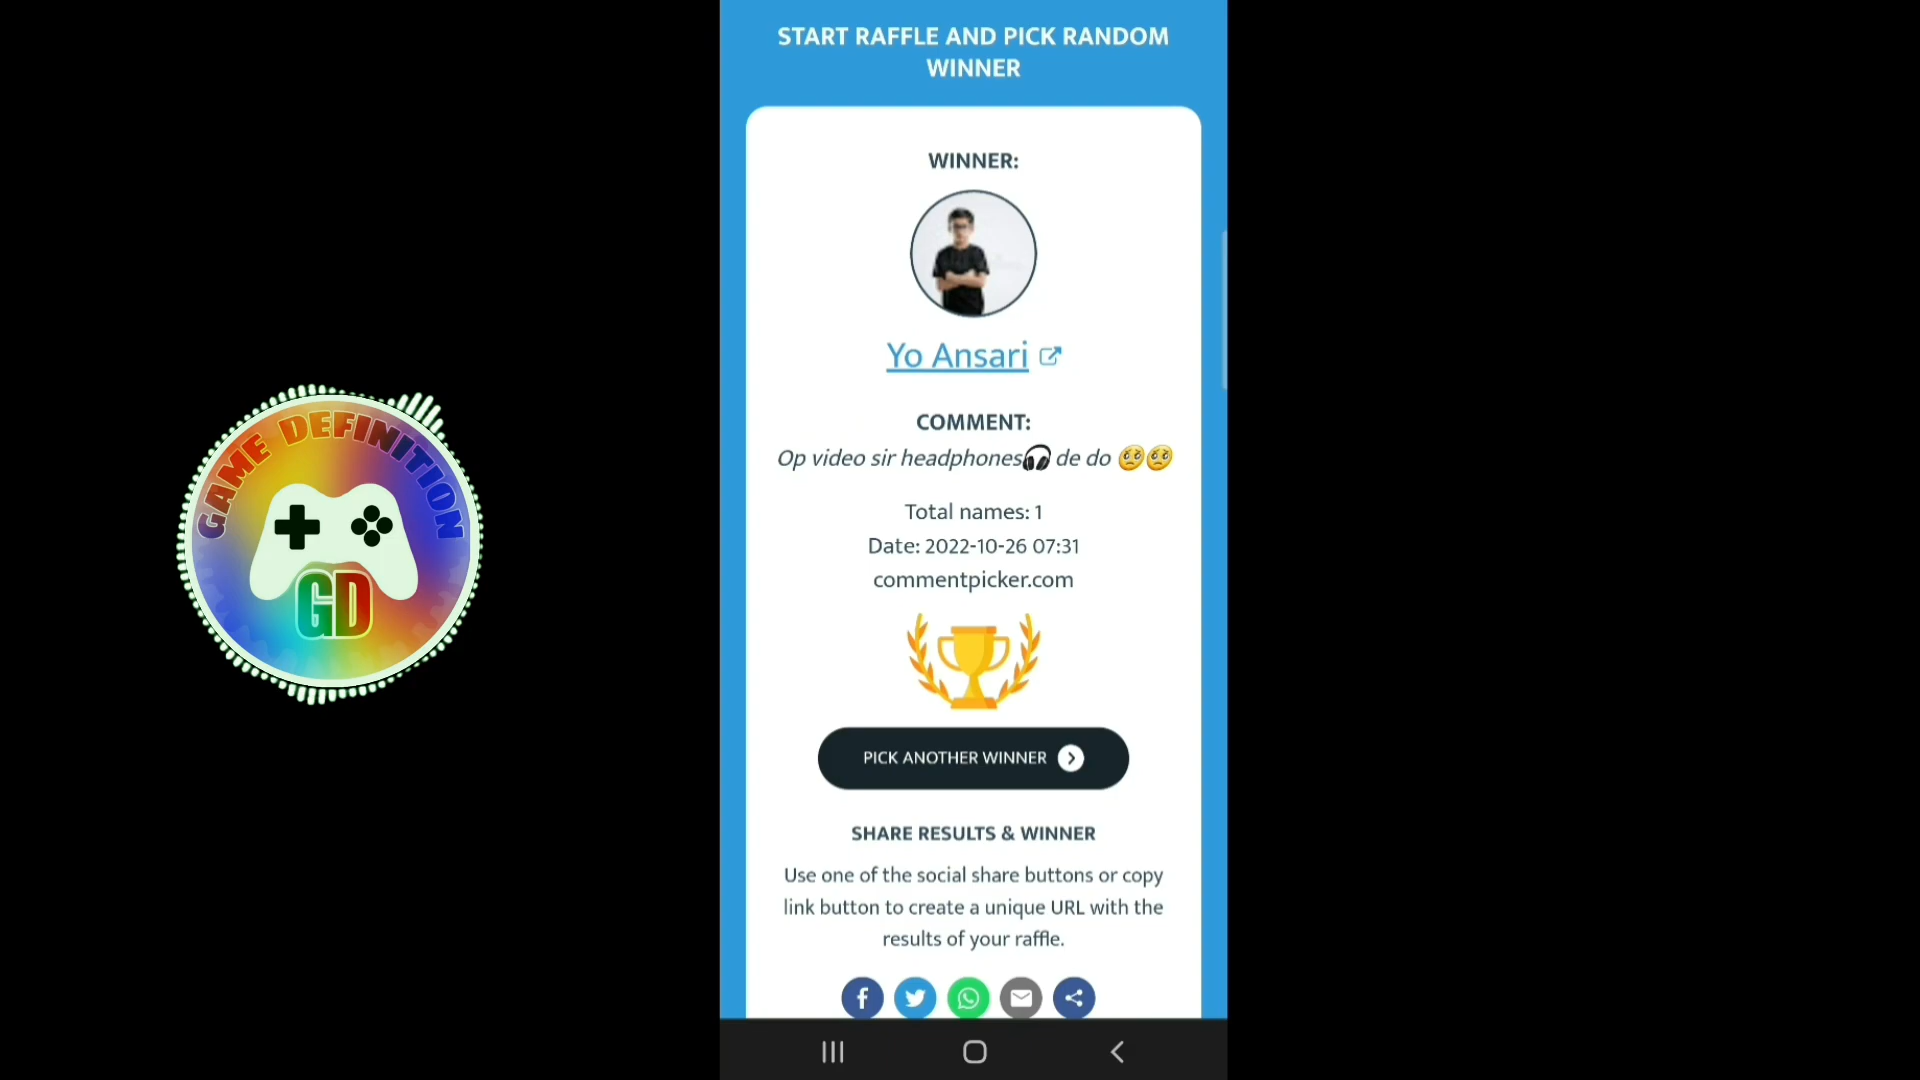 START RAFFLE AND PICK RANDOM
WINNER
WINNER:
Yo Ansari
COMMENT:
Op video sir headphones🎧 de do 🥺🥺
Total names: 1
Date: 2022-10-26 07:31
commentpicker.com
PICK ANOTHER WINNER
SHARE RESULTS & WINNER
Use one of the social share buttons or copy
link button to create a unique URL with the
results of your raffle.
GAME DEFINITION
GD